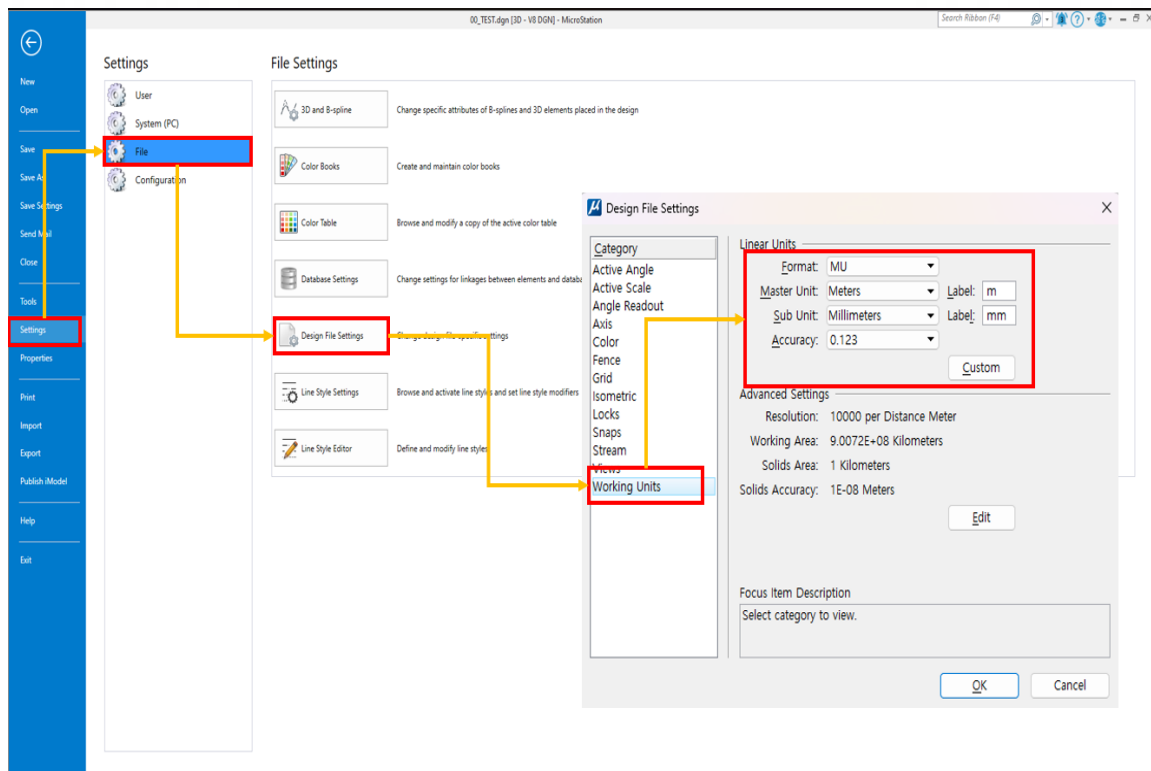 00_TEST.dgn [3D - V8 DGN] - MicroStation
Search Ribbon (F4)
New
Open
Save
Save As
Save Settings
Send Mail
Close
Tools
Settings
Properties
Print
Import
Export
Publish iModel
Help
Exit
Settings
User
System (PC)
File
Configuration
File Settings
3D and B-spline
Change specific attributes of B-splines and 3D elements placed in the design
Color Books
Create and maintain color books
Color Table
Browse and modify a copy of the active color table
Database Settings
Change settings for linkages between elements and databa
Design File Settings
Change design file specific settings
Line Style Settings
Browse and activate line styles and set line style modifiers
Line Style Editor
Define and modify line styles
Design File Settings
Category
Active Angle
Active Scale
Angle Readout
Axis
Color
Fence
Grid
Isometric
Locks
Snaps
Stream
Views
Working Units
Linear Units
Format: MU
Master Unit: Meters Label: m
Sub Unit: Millimeters Label: mm
Accuracy: 0.123
Custom
Advanced Settings
Resolution: 10000 per Distance Meter
Working Area: 9.0072E+08 Kilometers
Solids Area: 1 Kilometers
Solids Accuracy: 1E-08 Meters
Edit
Focus Item Description
Select category to view.
OK Cancel